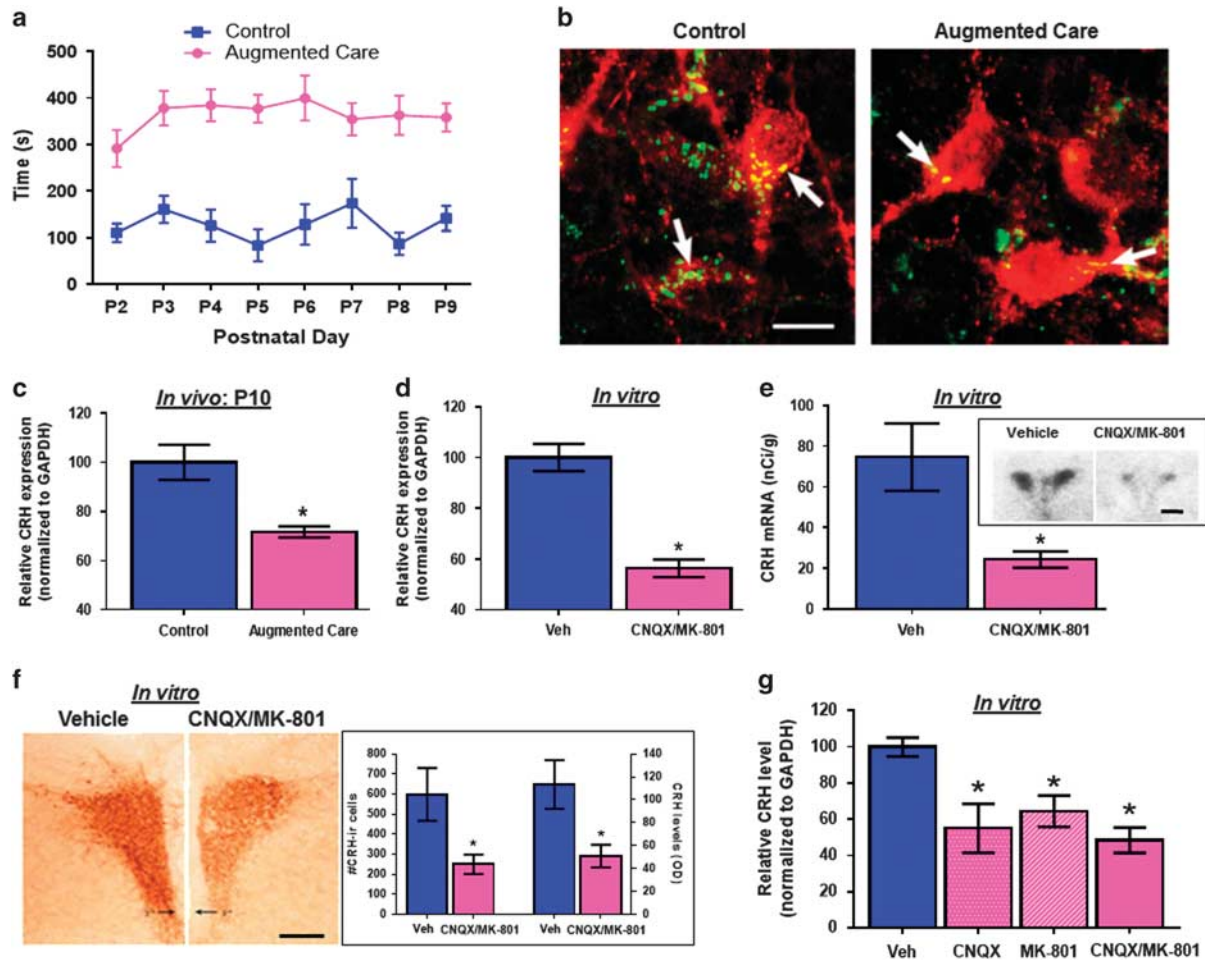 a
Control
Augmented Care
500
400
300
200
100
0
Time (s)
P2 P3 P4 P5 P6 P7 P8 P9
Postnatal Day
b
Control Augmented Care
c
In vivo: P10
Relative CRH expression
(normalized to GAPDH)
120
100
80
60
40
Control Augmented Care
*
d
In vitro
Relative CRH expression
(normalized to GAPDH)
120
100
80
60
40
Veh CNQX/MK-801
*
e
In vitro
CRH mRNA (nCi/g)
100
80
60
40
20
0
Vehicle CNQX/MK-801
*
Veh CNQX/MK-801
f
In vitro
Vehicle CNQX/MK-801
#CRH-ir cells
800
700
600
500
400
300
200
100
0
*
*
140
120
100
80
60
40
20
0
CRH levels (OD)
Veh CNQX/MK-801 Veh CNQX/MK-801
g
In vitro
Relative CRH level
(normalized to GAPDH)
120
100
80
60
40
20
0
* * *
Veh CNQX MK-801 CNQX/MK-801